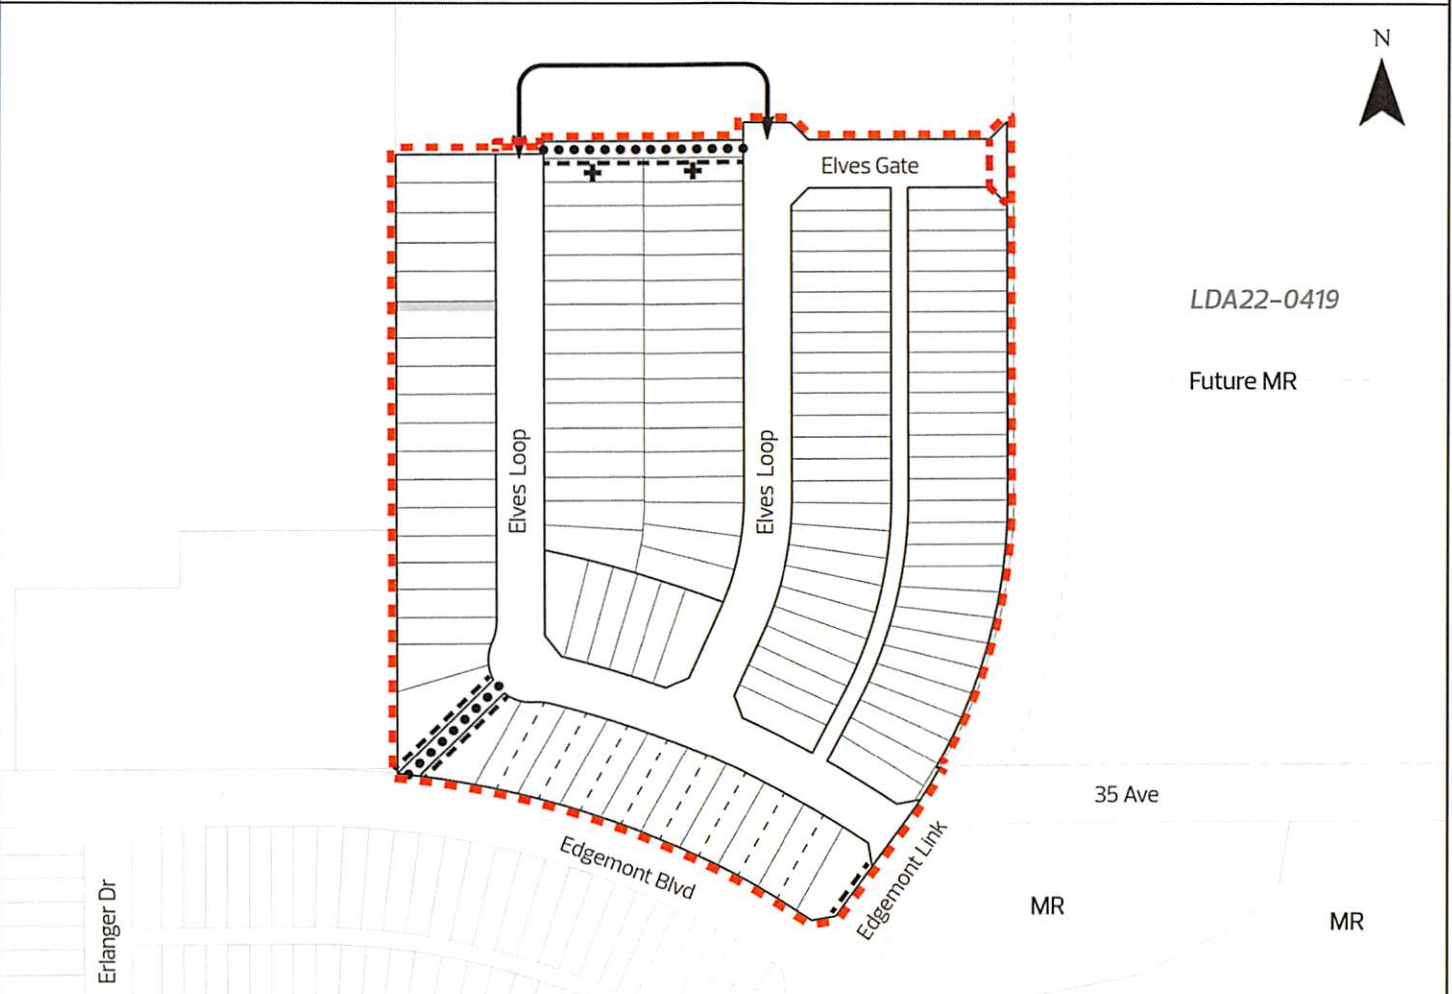 N
Elves Gate
LDA22-0419
Future MR
Elves Loop
Elves Loop
35 Ave
Edgemont Blvd
Edgemont Link
Erlanger Dr
MR
MR